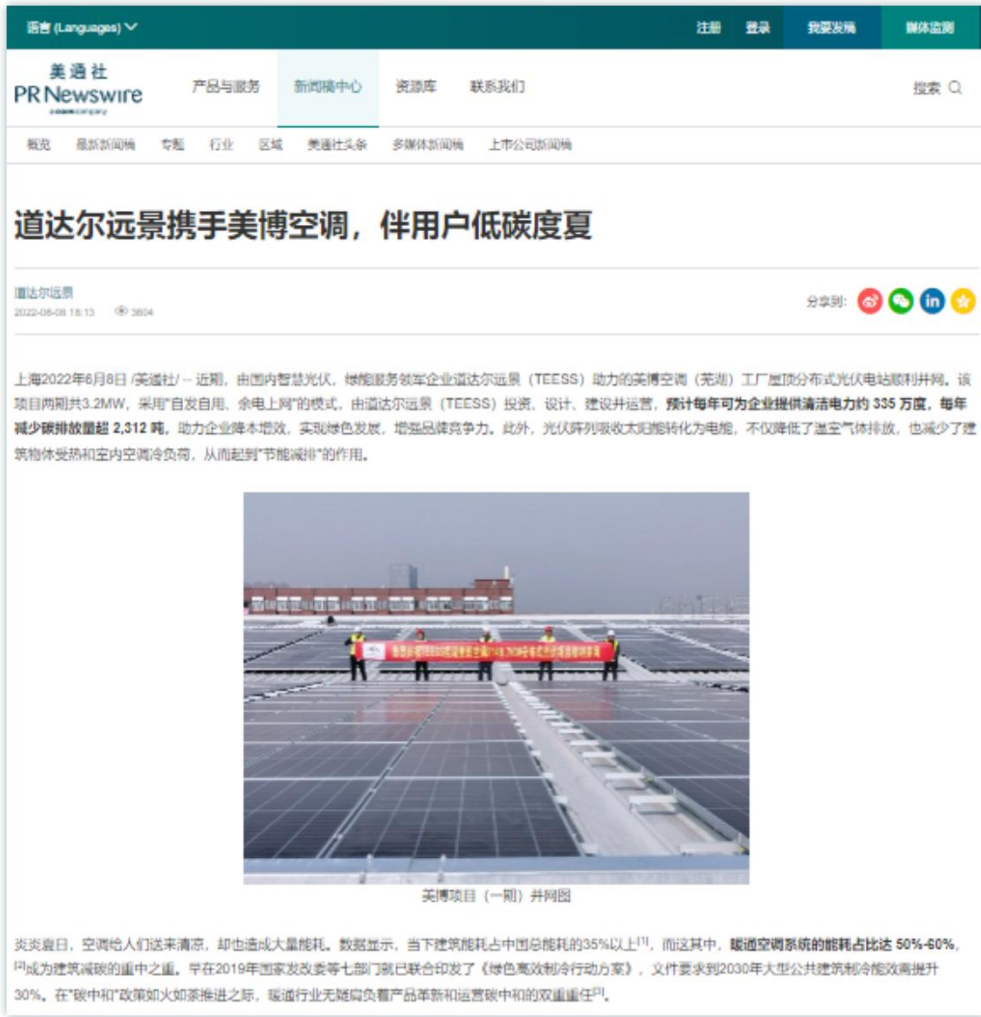 语言 (Languages)
注册
登录
我要发稿
媒体监测
美通社
PR Newswire
产品与服务
新闻稿中心
资源库
联系我们
搜索
概览
最新新闻稿
专题
行业
区域
美通社头条
多媒体新闻稿
上市公司新闻稿
道达尔远景携手美博空调，伴用户低碳度夏
道达尔远景
2022-06-08 18:13
3604
分享到:
上海2022年6月8日 /美通社/ -- 近期，由国内智慧光伏，绿能服务领军企业道达尔远景（TEESS）助力的美博空调（芜湖）工厂屋顶分布式光伏电站顺利并网。该
项目两期共3.2MW，采用"自发自用、余电上网"的模式，由道达尔远景（TEESS）投资、设计、建设并运营，预计每年可为企业提供清洁电力约 335 万度，每年
减少碳排放量超 2,312 吨，助力企业降本增效，实现绿色发展，增强品牌竞争力。此外，光伏阵列吸收太阳能转化为电能，不仅降低了温室气体排放，也减少了建
筑物体受热和室内空调冷负荷，从而起到"节能减排"的作用。
美博项目（一期）并网图
炎炎夏日，空调给人们送来清凉，却也造成大量能耗。数据显示，当下建筑能耗占中国总能耗的35%以上[1]，而这其中，暖通空调系统的能耗占比达 50%-60%，
[2]成为建筑减碳的重中之重。早在2019年国家发改委等七部门就已联合印发了《绿色高效制冷行动方案》，文件要求到2030年大型公共建筑制冷能效需提升
30%。在"碳中和"政策如火如荼推进之际，暖通行业无疑肩负着产品革新和运营碳中和的双重重任[3]。